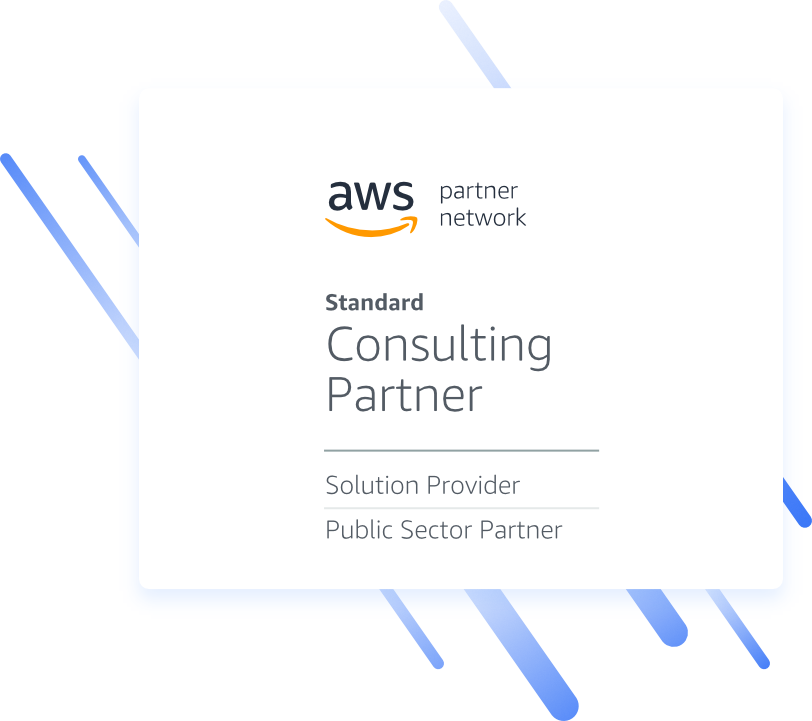 aws partner
network
Standard
Consulting
Partner
Solution Provider
Public Sector Partner